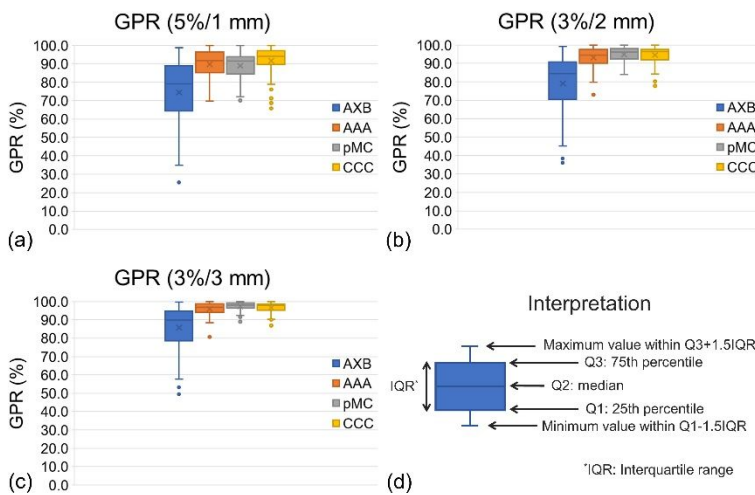 GPR (5%/1 mm)
GPR (%)
100.0
90.0
80.0
70.0
60.0
50.0
40.0
30.0
20.0
10.0
0.0
AXB
AAA
pMC
CCC
(a)
GPR (3%/2 mm)
GPR (%)
100.0
90.0
80.0
70.0
60.0
50.0
40.0
30.0
20.0
10.0
0.0
AXB
AAA
pMC
CCC
(b)
GPR (3%/3 mm)
GPR (%)
100.0
90.0
80.0
70.0
60.0
50.0
40.0
30.0
20.0
10.0
0.0
AXB
AAA
pMC
CCC
(c)
Interpretation
Maximum value within Q3+1.5IQR
Q3: 75th percentile
IQR*
Q2: median
Q1: 25th percentile
Minimum value within Q1-1.5IQR
(d)
*IQR: Interquartile range